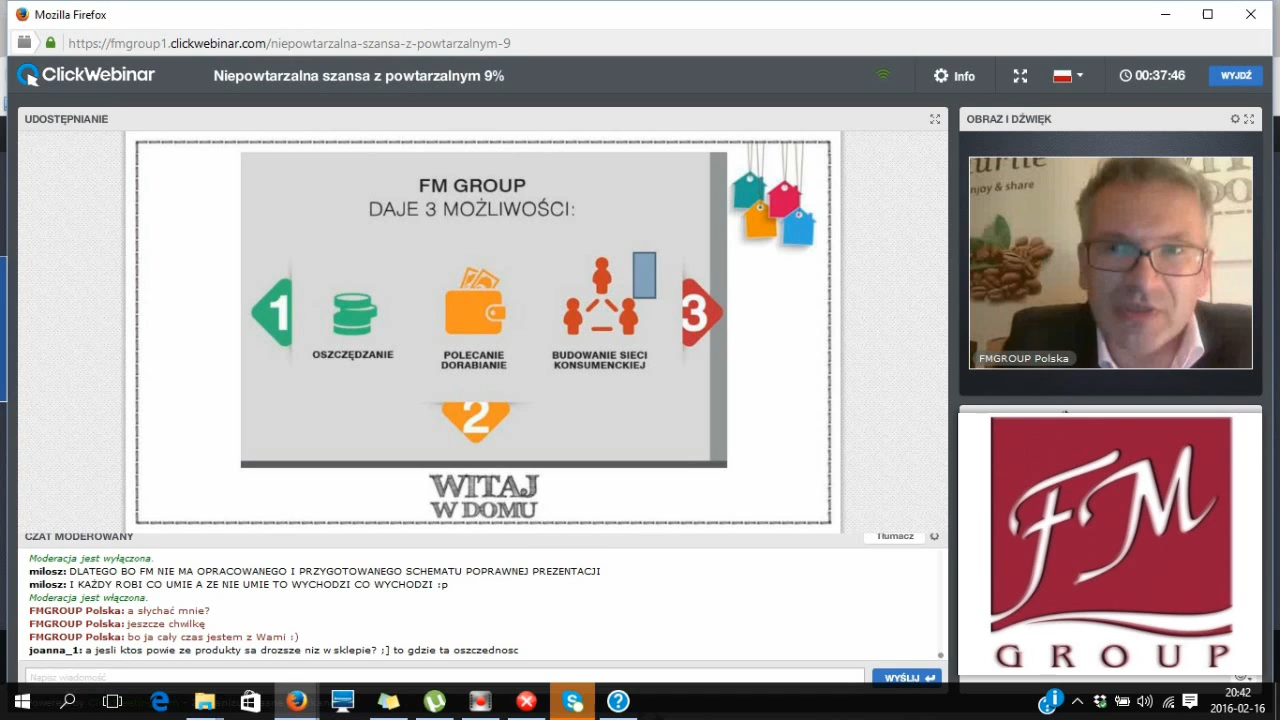 Mozilla Firefox
https://fmgroup1.clickwebinar.com/niepowtarzalna-szansa-z-powtarzalnym-9
ClickWebinar
Niepowtarzalna szansa z powtarzalnym 9%
Info
00:37:46
WYJDŹ
UDOSTĘPNIANIE
FM GROUP
DAJE 3 MOŻLIWOŚCI:
1
3
OSZCZĘDZANIE
POLECANIE
DORABIANIE
BUDOWANIE SIECI
KONSUMENCKIEJ
2
WITAJ
W DOMU
OBRAZ I DŹWIĘK
njoy & share
FMGROUP Polska
FM
GROUP
CZAT MODEROWANY
Tłumacz
Moderacja jest wyłączona.
milosz: DLATEGO BO FM NIE MA OPRACOWANEGO I PRZYGOTOWANEGO SCHEMATU POPRAWNEJ PREZENTACJI
milosz: I KAŻDY ROBI CO UMIE A ZE NIE UMIE TO WYCHODZI CO WYCHODZI :p
Moderacja jest włączona.
FMGROUP Polska: a słychać mnie?
FMGROUP Polska: jeszcze chwilkę
FMGROUP Polska: bo ja cały czas jestem z Wami :)
joanna_1: a jesli ktos powie ze produkty sa drozsze niz w sklepie? ;] to gdzie ta oszczednosc
Napisz wiadomość
WYŚLIJ
20:42
2016-02-16